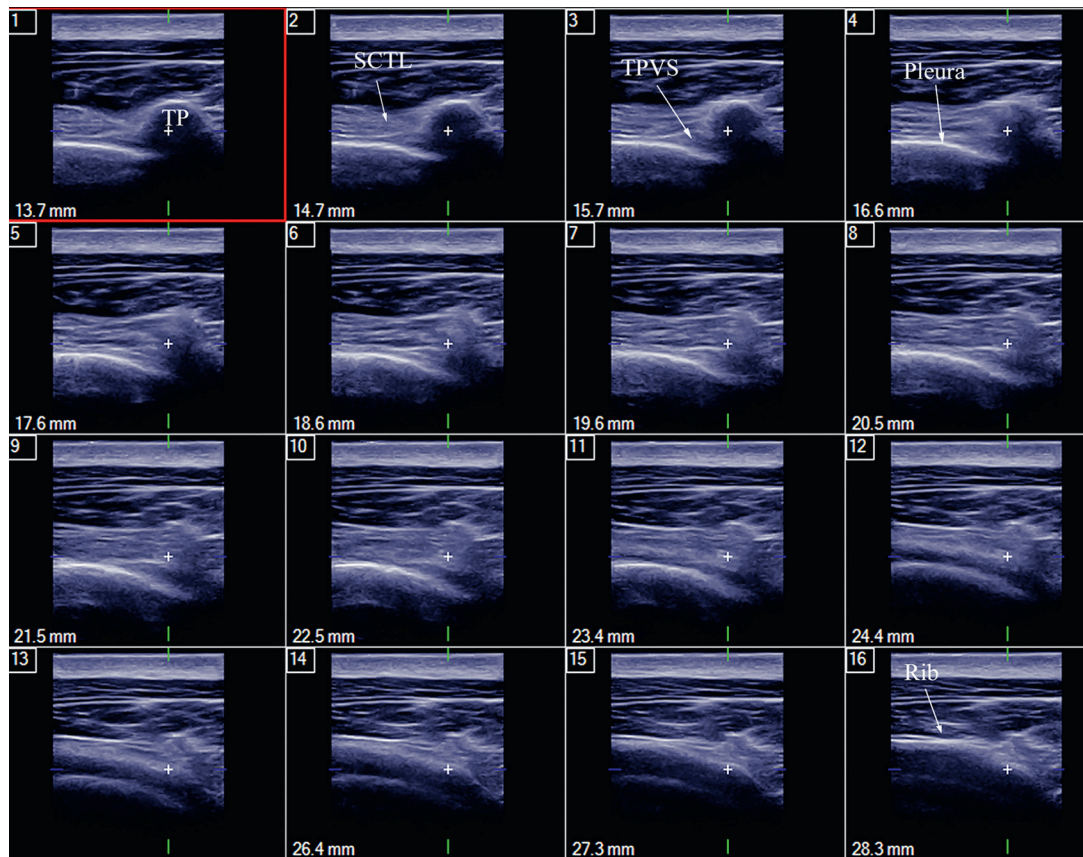 1
2
3
4
SCTL
TPVS
Pleura
TP
13.7 mm
14.7 mm
15.7 mm
16.6 mm
5
6
7
8
17.6 mm
18.6 mm
19.6 mm
20.5 mm
9
10
11
12
21.5 mm
22.5 mm
23.4 mm
24.4 mm
13
14
15
16
Rib
26.4 mm
27.3 mm
28.3 mm